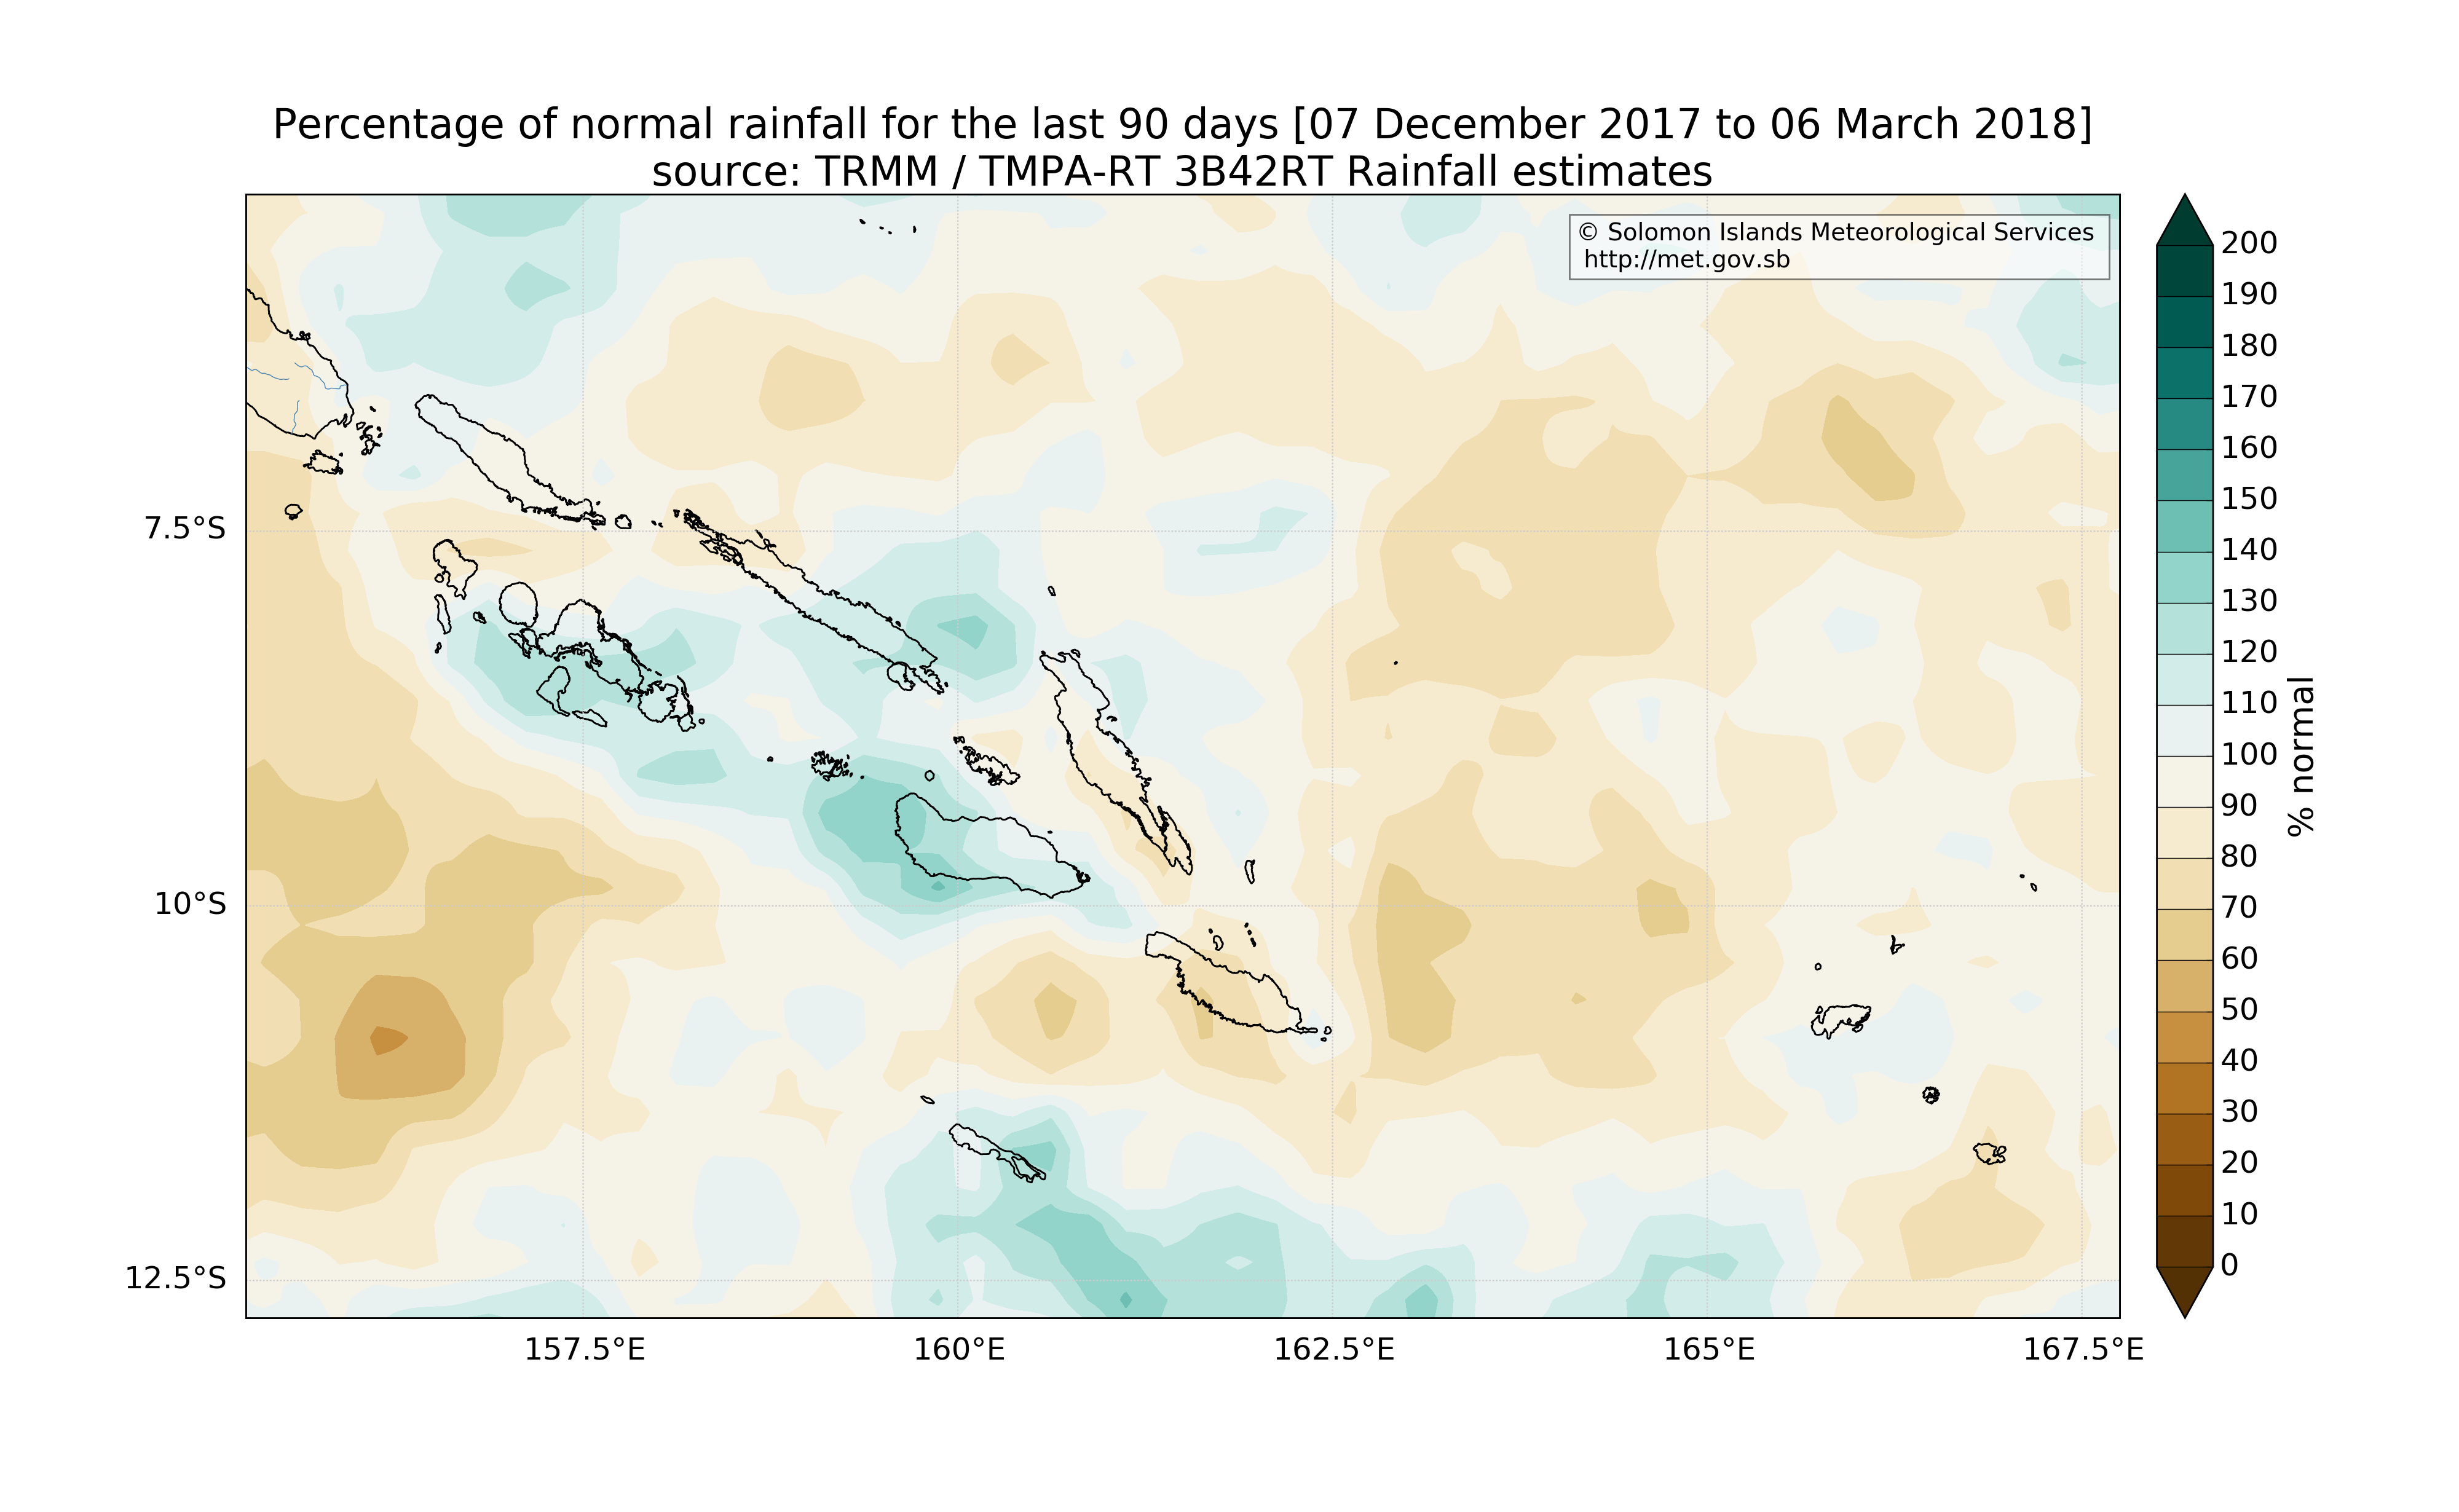 Percentage of normal rainfall for the last 90 days [07 December 2017 to 06 March 2018]
source: TRMM / TMPA-RT 3B42RT Rainfall estimates
© Solomon Islands Meteorological Services
http://met.gov.sb
7.5°S
10°S
12.5°S
157.5°E
160°E
162.5°E
165°E
167.5°E
200
190
180
170
160
150
140
130
120
110
100
90
80
70
60
50
40
30
20
10
0
% normal